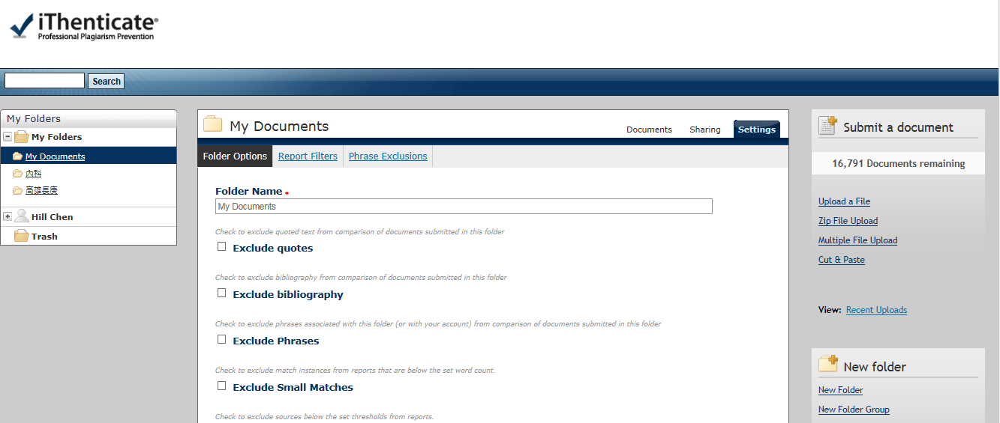 iThenticate®
Professional Plagiarism Prevention
Search
My Folders
My Folders
My Documents
內科
高雄長庚
Hill Chen
Trash
My Documents
Documents Sharing Settings
Folder Options Report Filters Phrase Exclusions
Folder Name *
My Documents
Check to exclude quoted text from comparison of documents submitted in this folder
Exclude quotes
Check to exclude bibliography from comparison of documents submitted in this folder
Exclude bibliography
Check to exclude phrases associated with this folder (or with your account) from comparison of documents submitted in this folder
Exclude Phrases
Check to exclude match instances from reports that are below the set word count.
Exclude Small Matches
Check to exclude sources below the set thresholds from reports.
Submit a document
16,791 Documents remaining
Upload a File
Zip File Upload
Multiple File Upload
Cut & Paste
View: Recent Uploads
New folder
New Folder
New Folder Group